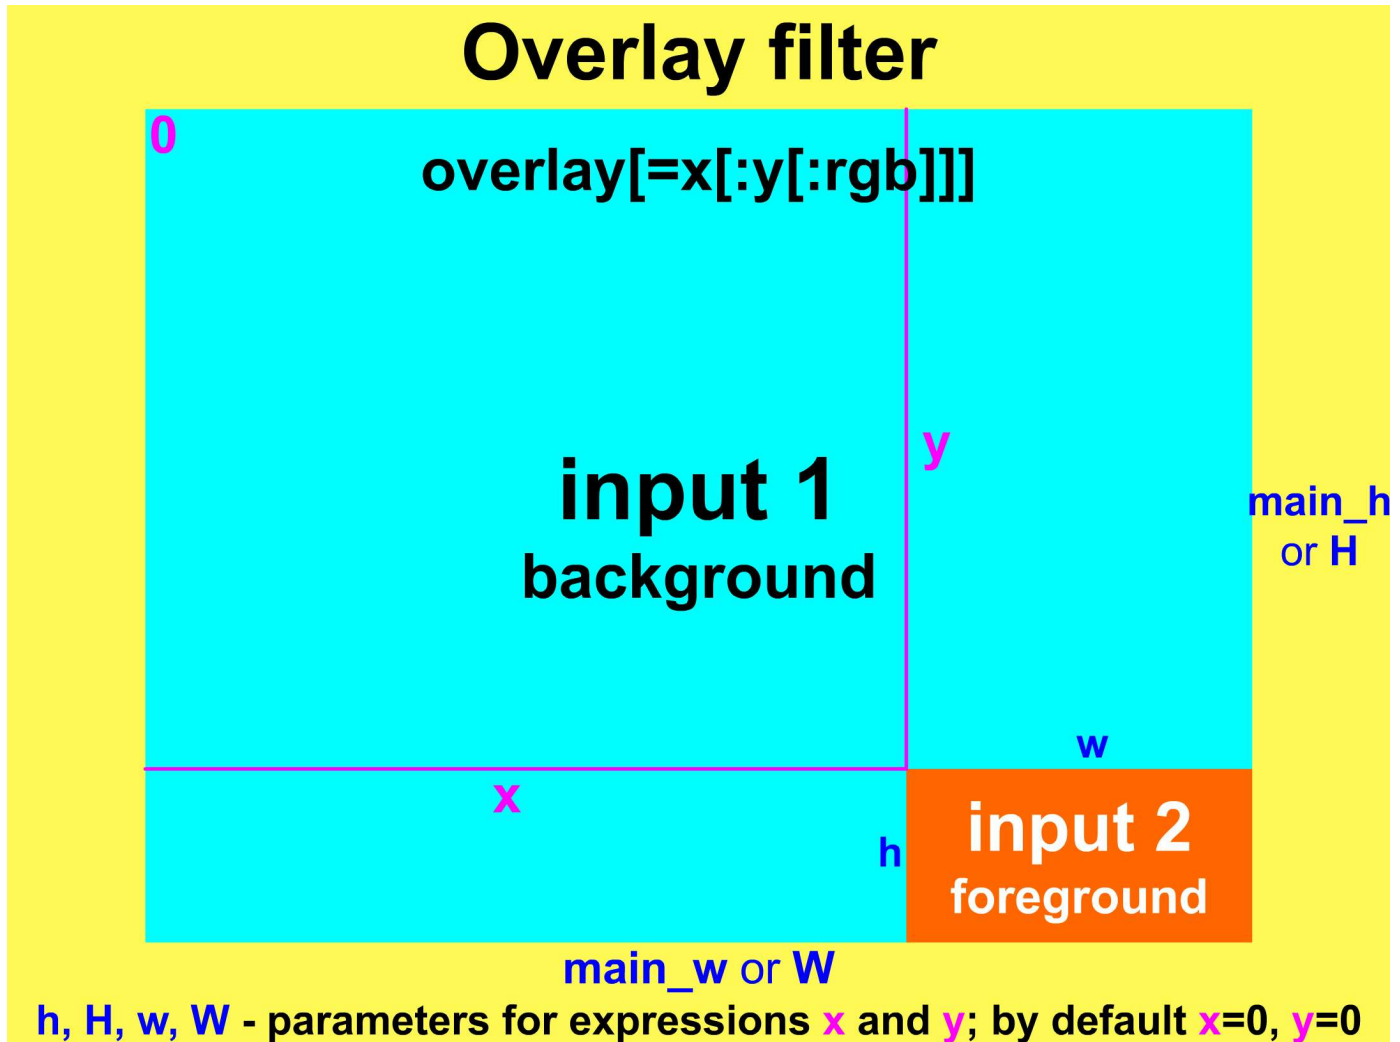 Overlay filter
0
overlay[=x[:y[:rgb]]]
y
input 1
background
main_h
or H
w
x
input 2
h
foreground
main_w or W
h, H, w, W - parameters for expressions x and y; by default x=0, y=0